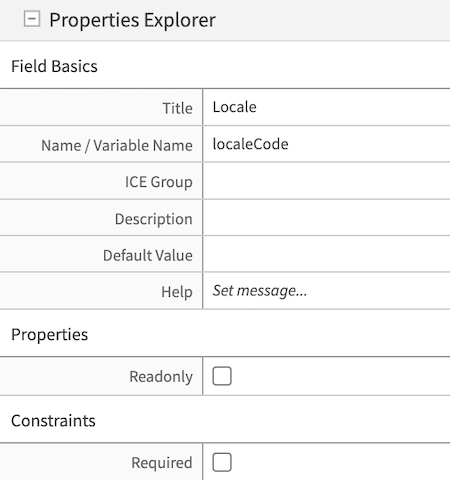 Properties Explorer
Field Basics
Title Locale
Name / Variable Name localeCode
ICE Group
Description
Default Value
Help Set message...
Properties
Readonly
Constraints
Required